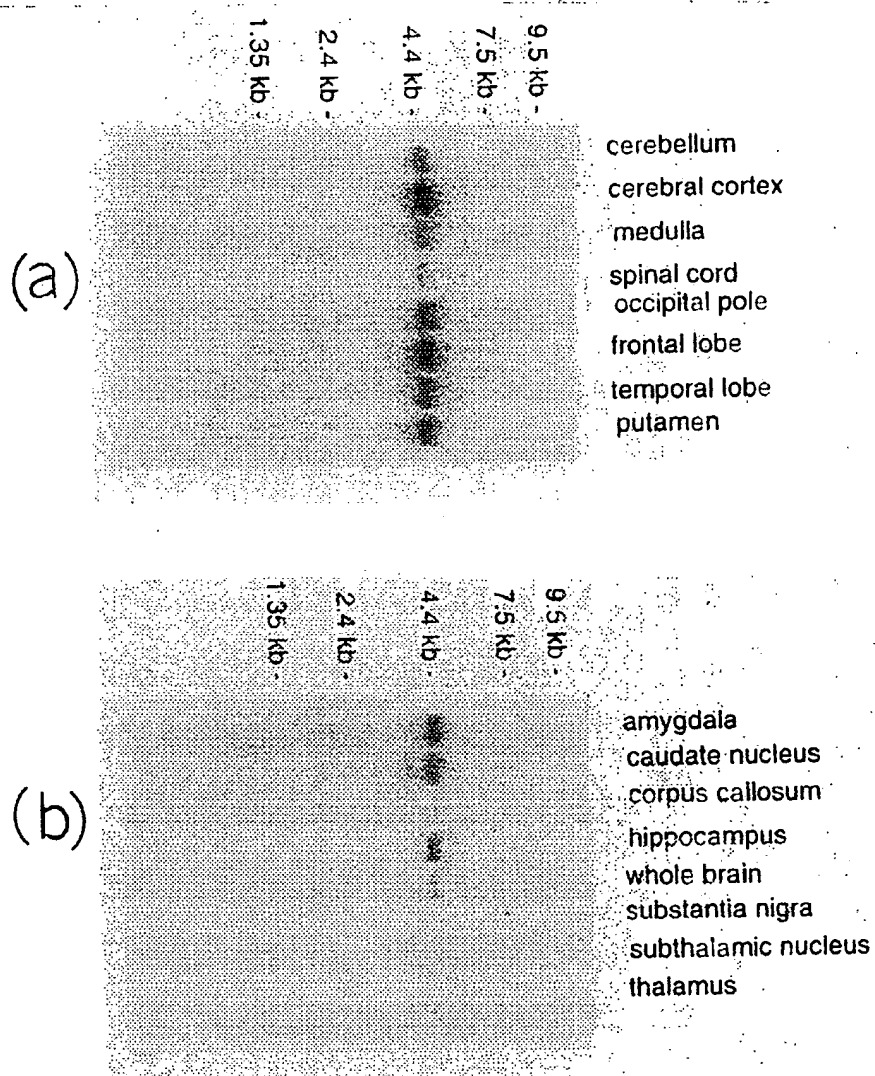 1.35 kb -
2.4 kb -
4.4 kb -
7.5 kb -
9.5 kb -
(a)
cerebellum
cerebral cortex
medulla
spinal cord
occipital pole
frontal lobe
temporal lobe
putamen
1.35 kb -
2.4 kb -
4.4 kb -
7.5 kb -
9.5 kb -
(b)
amygdala
caudate nucleus
corpus callosum
hippocampus
whole brain
substantia nigra
subthalamic nucleus
thalamus